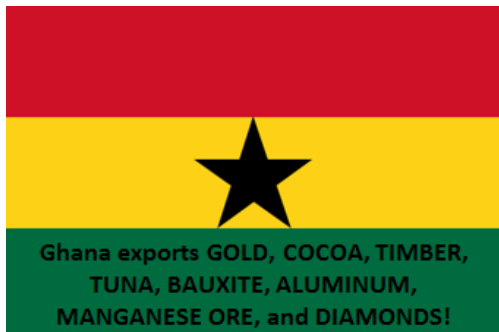 Ghana exports GOLD, COCOA, TIMBER,
TUNA, BAUXITE, ALUMINUM,
MANGANESE ORE, and DIAMONDS!